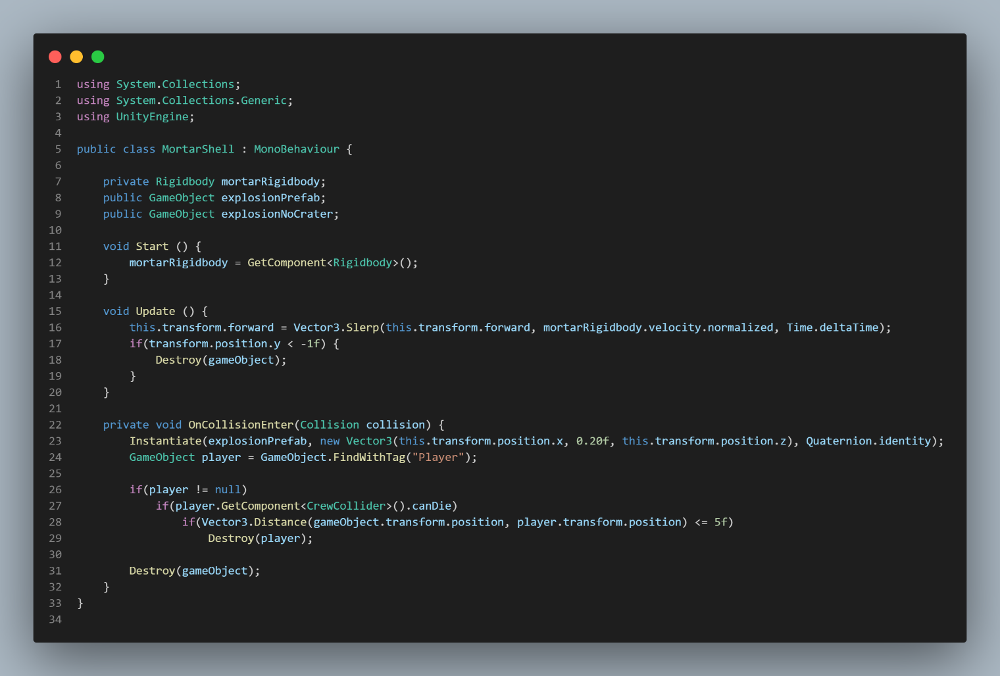 1 using System.Collections;
2 using System.Collections.Generic;
3 using UnityEngine;
4
5 public class MortarShell : MonoBehaviour {
6
7     private Rigidbody mortarRigidbody;
8     public GameObject explosionPrefab;
9     public GameObject explosionNoCrater;
10
11     void Start () {
12         mortarRigidbody = GetComponent<Rigidbody>();
13     }
14
15     void Update () {
16         this.transform.forward = Vector3.Slerp(this.transform.forward, mortarRigidbody.velocity.normalized, Time.deltaTime);
17         if(transform.position.y < -1f) {
18             Destroy(gameObject);
19         }
20     }
21
22     private void OnCollisionEnter(Collision collision) {
23         Instantiate(explosionPrefab, new Vector3(this.transform.position.x, 0.20f, this.transform.position.z), Quaternion.identity);
24         GameObject player = GameObject.FindWithTag("Player");
25
26         if(player != null)
27             if(player.GetComponent<CrewCollider>().canDie)
28                 if(Vector3.Distance(gameObject.transform.position, player.transform.position) <= 5f)
29                     Destroy(player);
30
31         Destroy(gameObject);
32     }
33 }
34